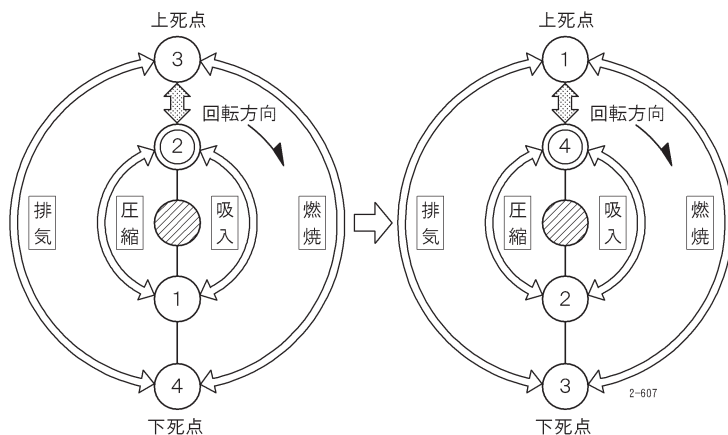 上死点
3
回転方向
2
排気
圧縮
吸入
燃焼
1
4
下死点
上死点
1
回転方向
4
排気
圧縮
吸入
燃焼
2
3
2-607
下死点